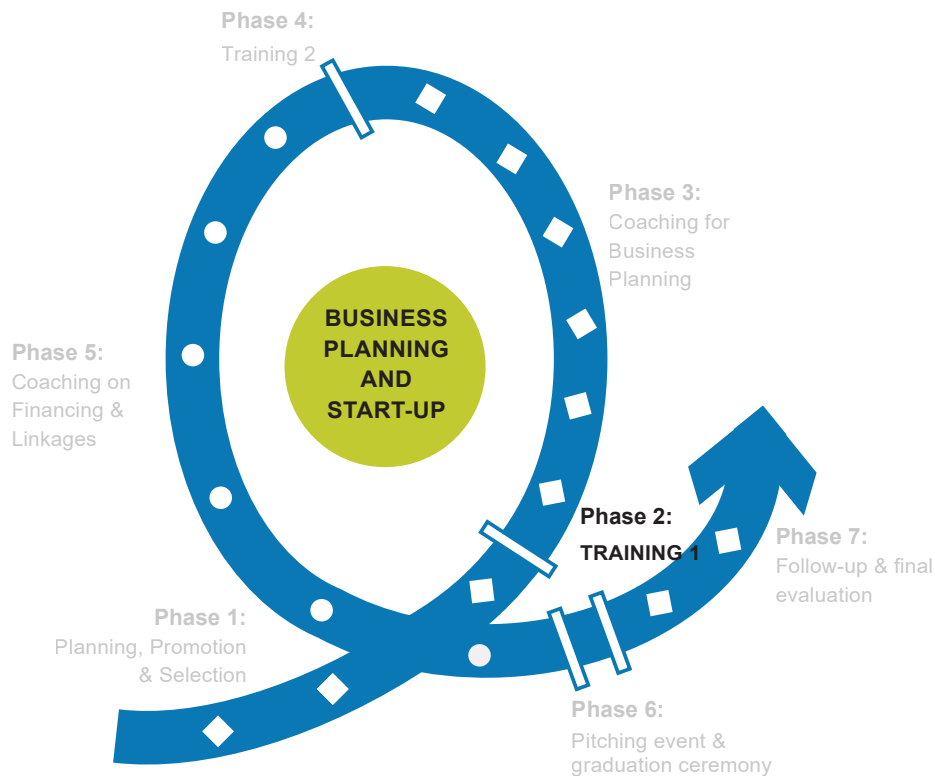 Phase 4:
Training 2
Phase 3:
Coaching for
Business
Planning
BUSINESS
PLANNING
AND
START-UP
Phase 5:
Coaching on
Financing &
Linkages
Phase 2:
TRAINING 1
Phase 7:
Follow-up & final
evaluation
Phase 1:
Planning, Promotion
& Selection
Phase 6:
Pitching event &
graduation ceremony